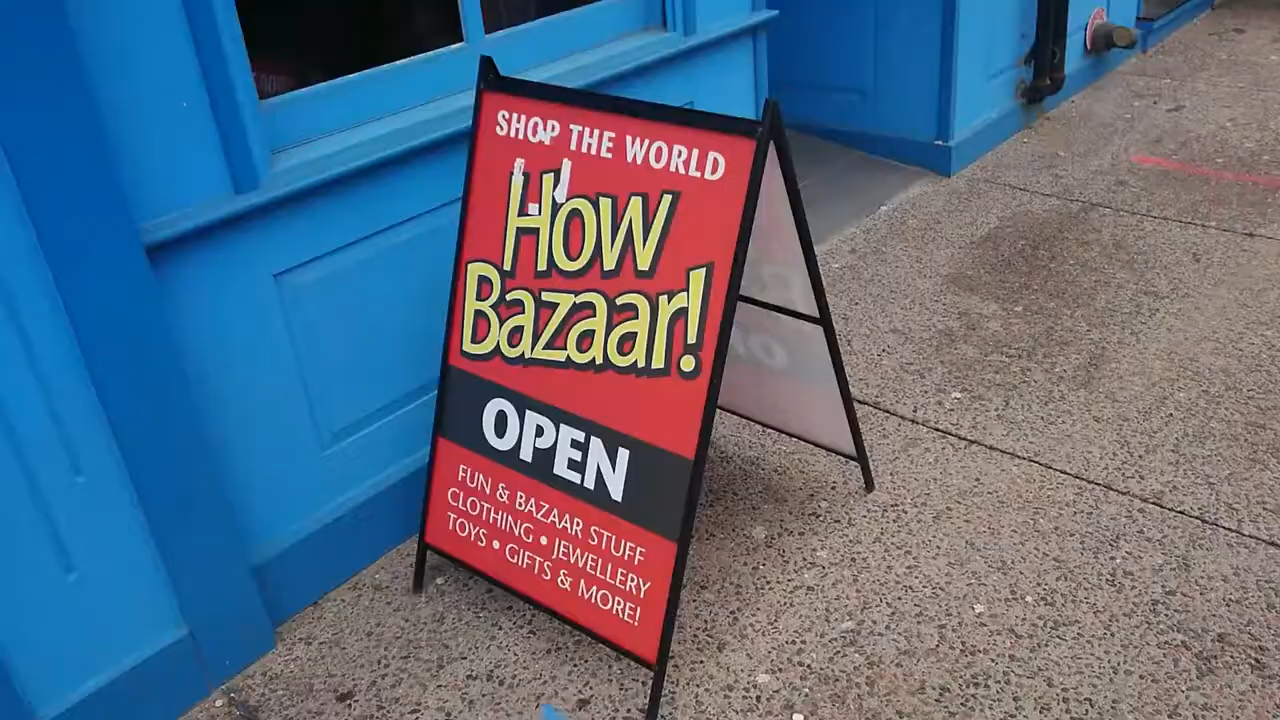 SHOP THE WORLD
How
Bazaar!
OPEN
FUN & BAZAAR STUFF
CLOTHING • JEWELLERY
TOYS • GIFTS & MORE!